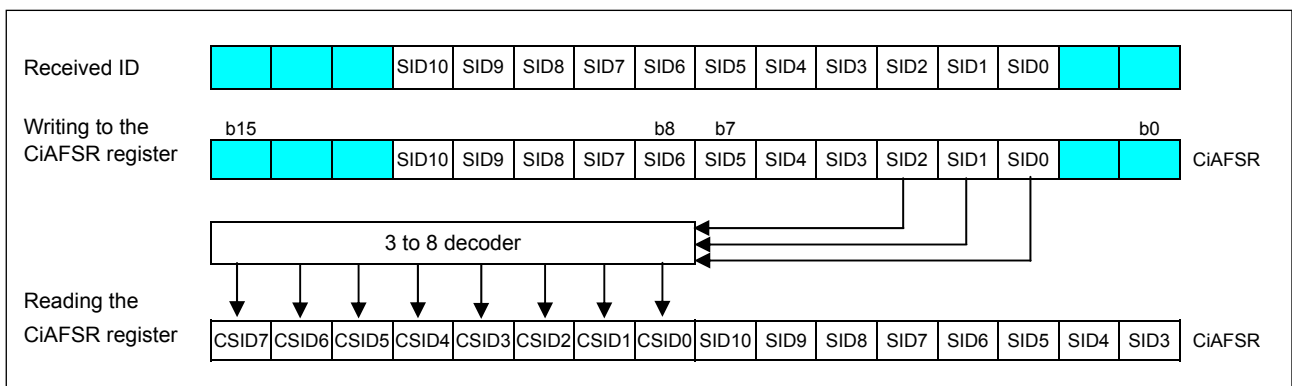 Received ID
SID10 SID9 SID8 SID7 SID6 SID5 SID4 SID3 SID2 SID1 SID0
Writing to the
CiAFSR register
b15 b8 b7 b0
SID10 SID9 SID8 SID7 SID6 SID5 SID4 SID3 SID2 SID1 SID0 CiAFSR
3 to 8 decoder
Reading the
CiAFSR register
CSID7 CSID6 CSID5 CSID4 CSID3 CSID2 CSID1 CSID0 SID10 SID9 SID8 SID7 SID6 SID5 SID4 SID3 CiAFSR